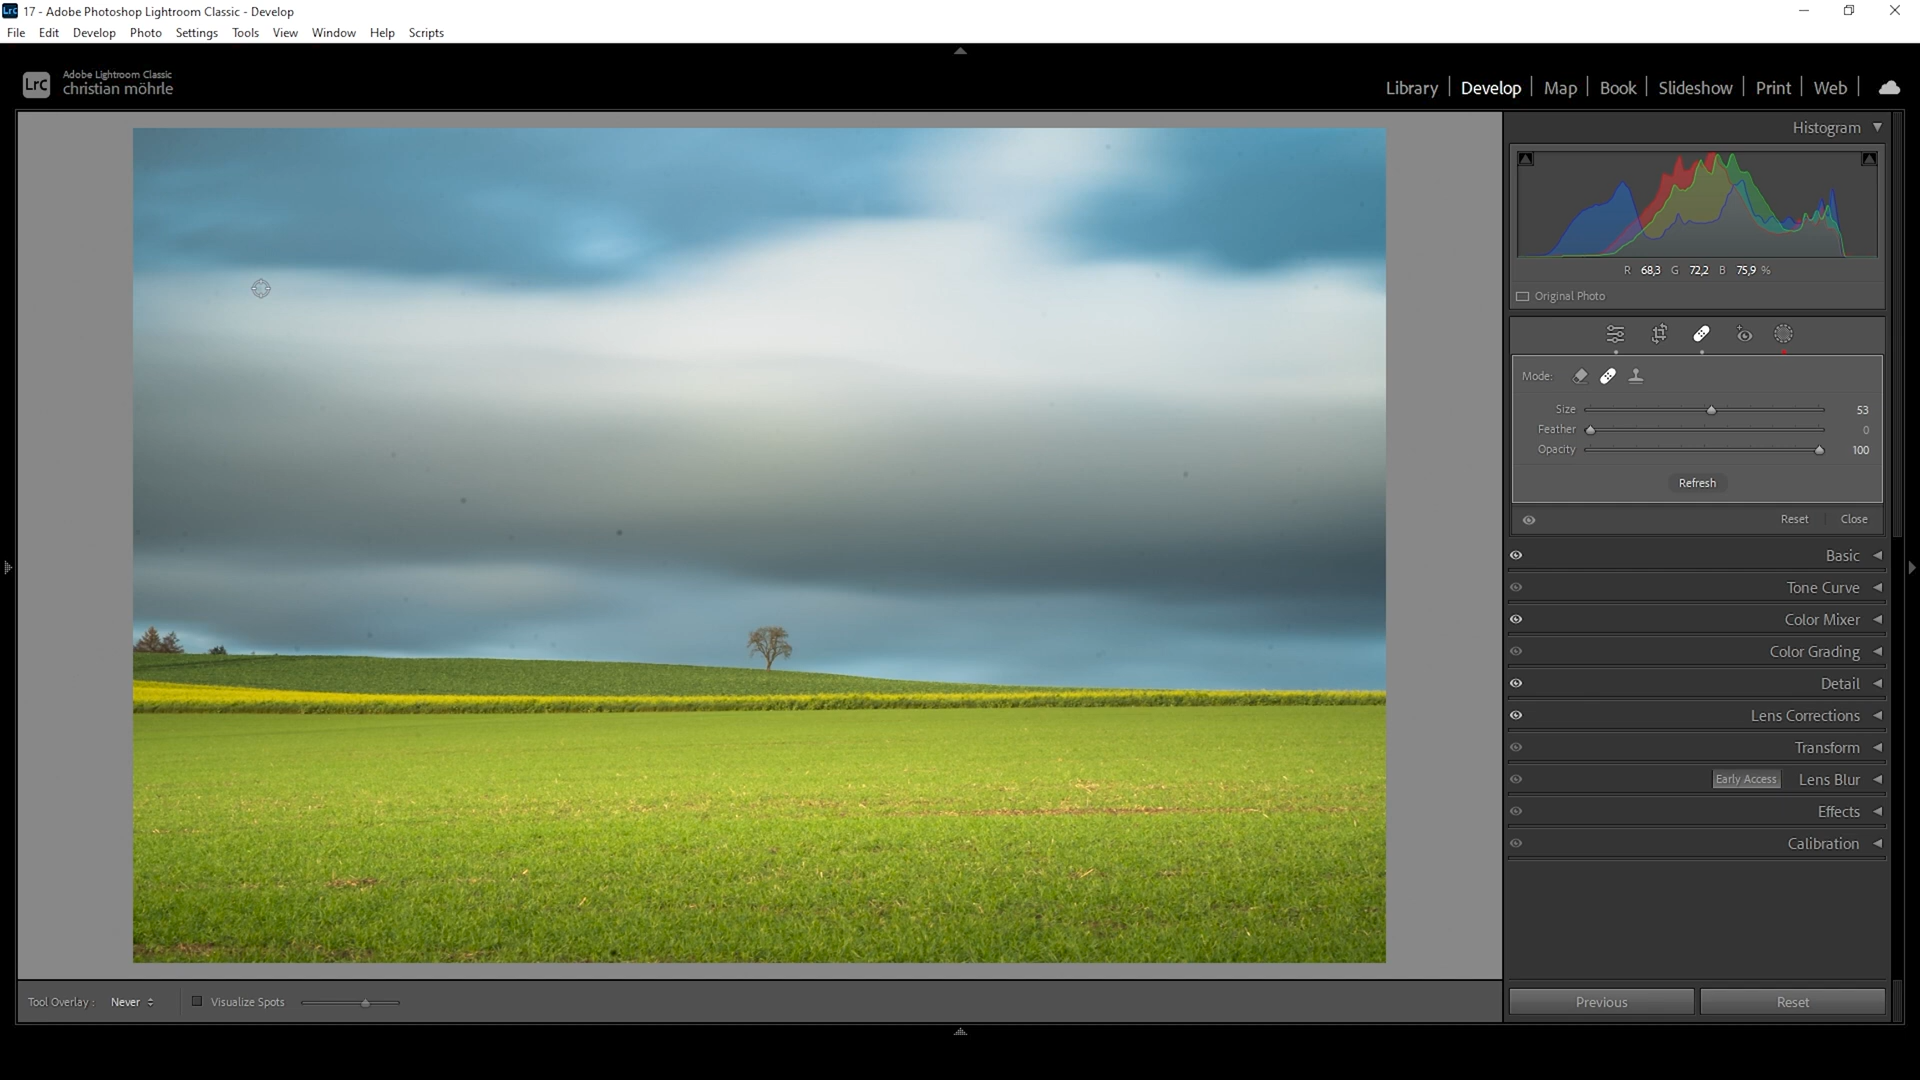 Lrc 17 - Adobe Photoshop Lightroom Classic - Develop
File Edit Develop Photo Settings Tools View Window Help Scripts
LrC Adobe Lightroom Classic
christian möhrle
Library Develop Map Book Slideshow Print Web
Histogram
R 68,3 G 72,2 B 75,9 %
Original Photo
Mode:
Size 53
Feather 0
Opacity 100
Refresh
Reset Close
Basic
Tone Curve
Color Mixer
Color Grading
Detail
Lens Corrections
Transform
Early Access Lens Blur
Effects
Calibration
Tool Overlay : Never Visualize Spots
Previous Reset